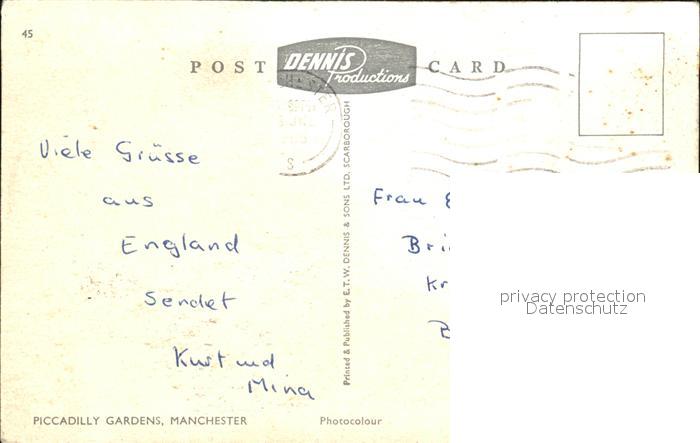 45
POST DENNIS Productions CARD
Viele Grüsse
aus
England
Sendet
Kurt und
Mina
Frau
Printed & Published by E.T.W. DENNIS & SONS LTD. SCARBOROUGH
privacy protection
Datenschutz
PICCADILLY GARDENS, MANCHESTER
Photocolour